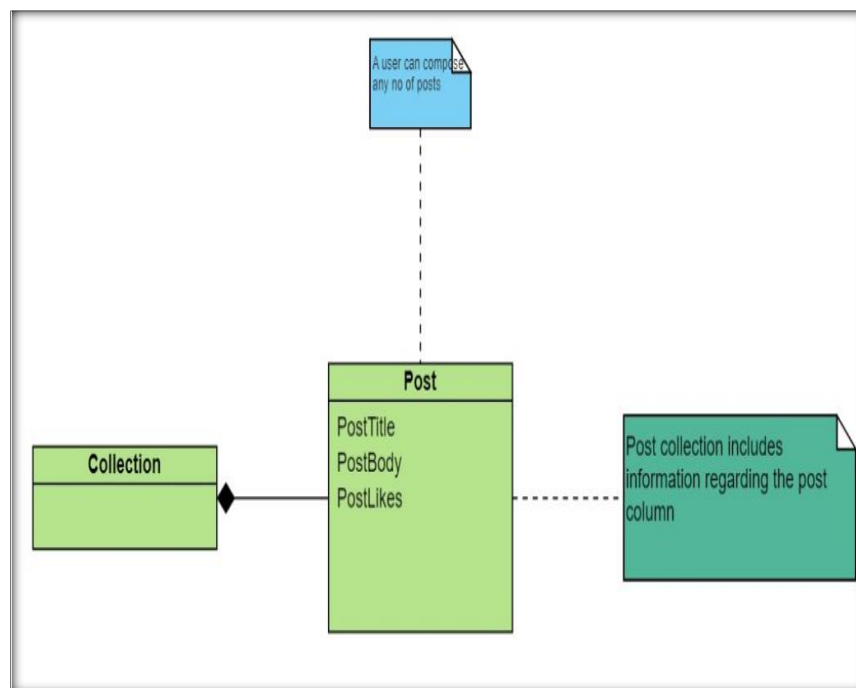 A user can compose
any no of posts
Post
PostTitle
PostBody
PostLikes
Collection
Post collection includes
information regarding the post
column